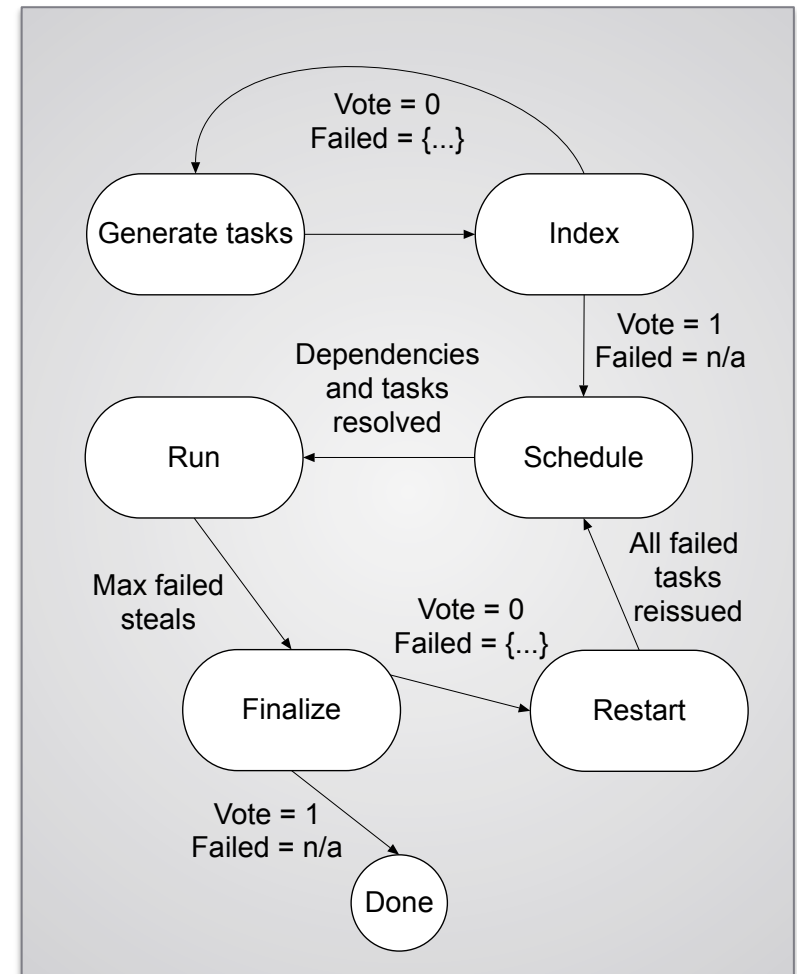 Vote = 0
Failed = {...}
Generate tasks
Index
Vote = 1
Failed = n/a
Dependencies
and tasks
resolved
Run
Schedule
All failed
tasks
reissued
Max failed
steals
Vote = 0
Failed = {...}
Finalize
Restart
Vote = 1
Failed = n/a
Done